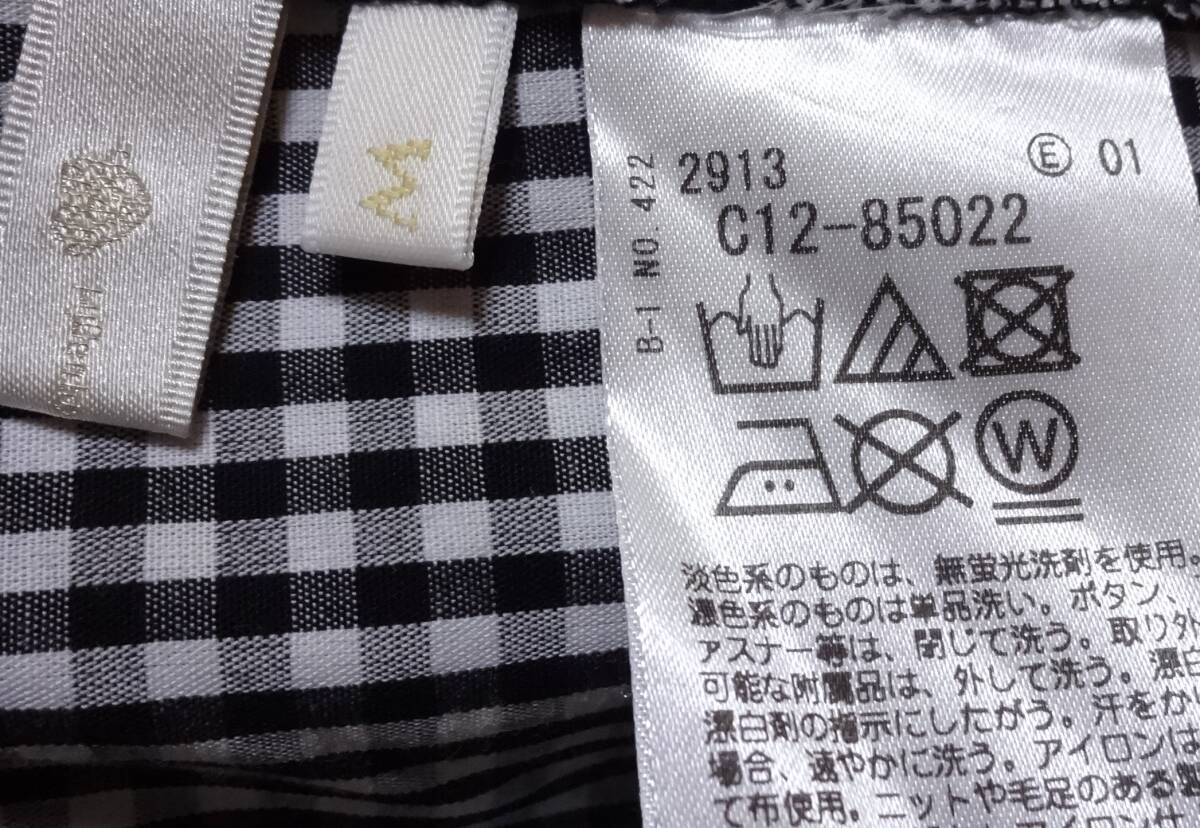 M
B-1 NO. 422
2913
Ⓔ 01
C12-85022
W
淡色系のものは、無蛍光洗剤を使用。
濃色系のものは単品洗い。ボタン、
ァスナー等は、閉じて洗う。取り外
可能な附属品は、外して洗う。漂白
漂白剤の指示にしたがう。汗をか
場合、速やかに洗う。アイロンは
て布使用。ニットや毛足のある